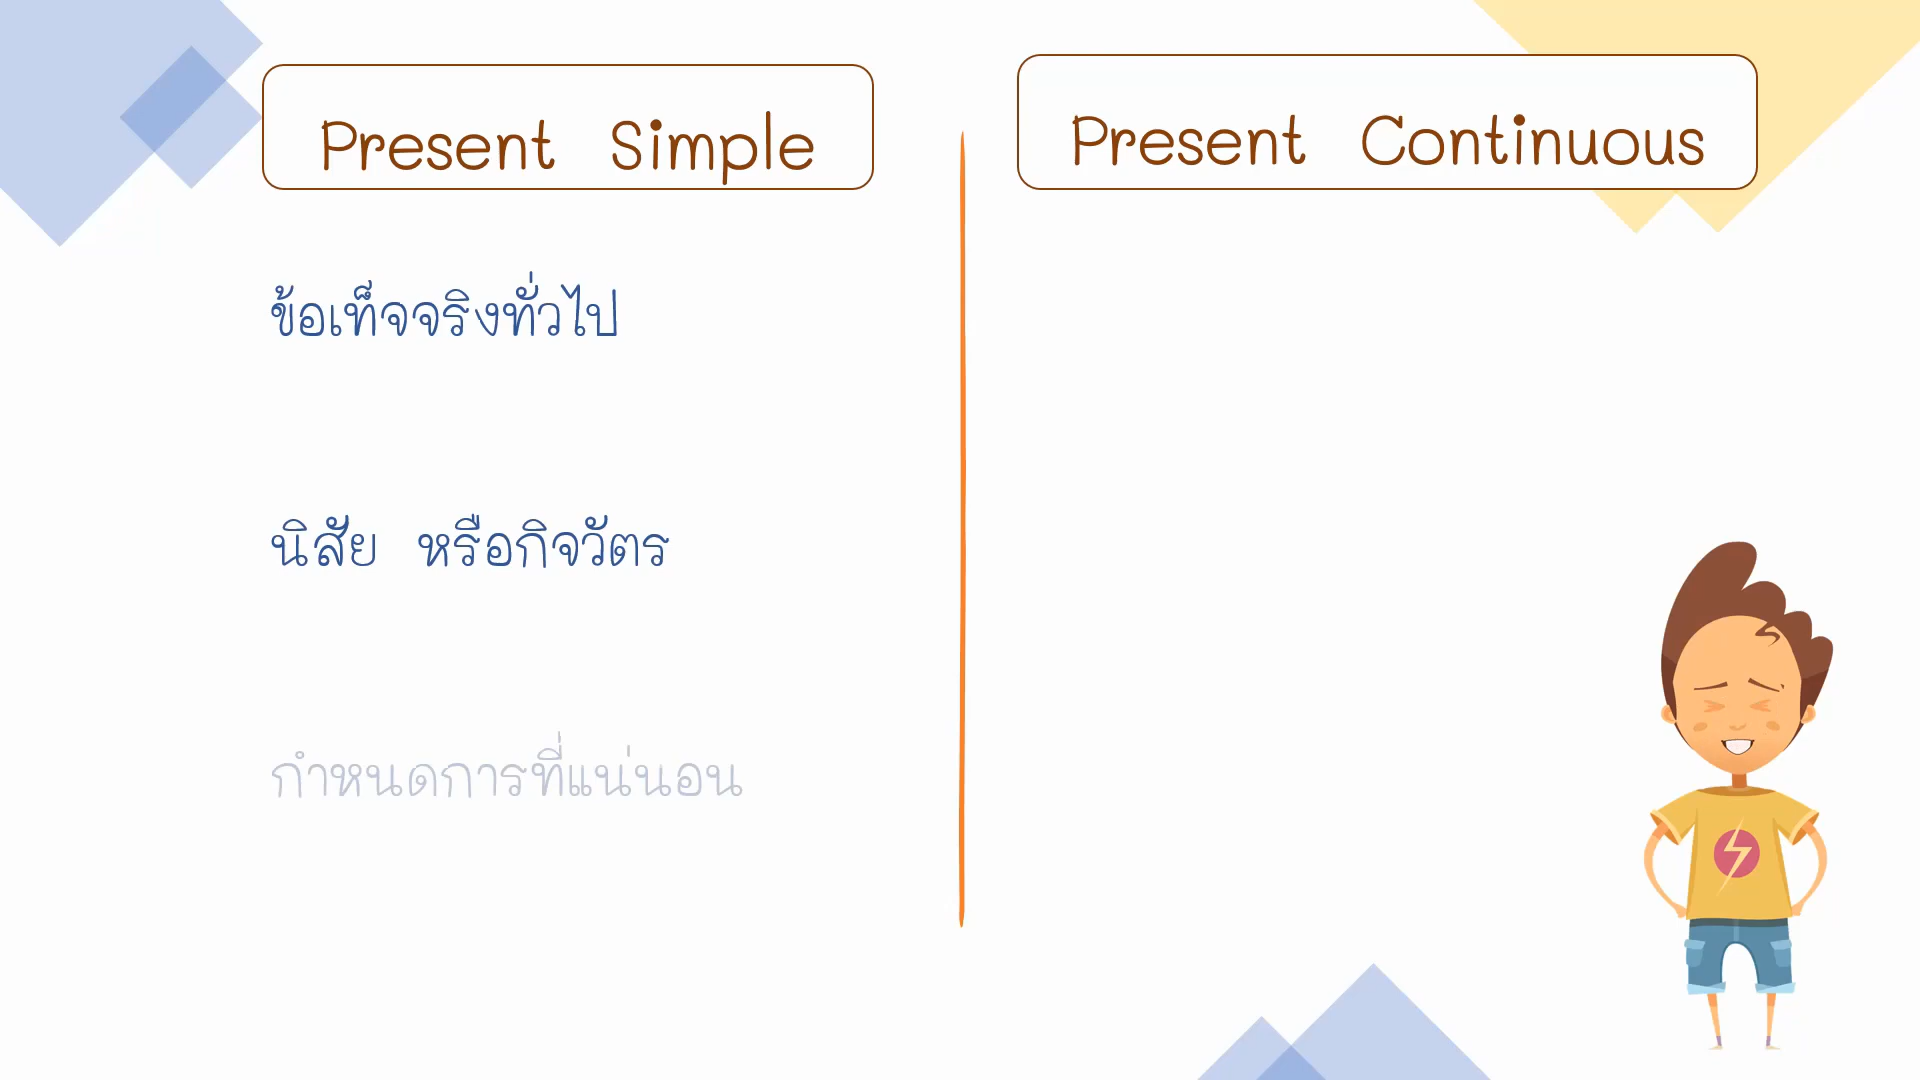 Present Simple
Present Continuous
ข้อเท็จจริงทั่วไป
นิสัย หรือกิจวัตร
กำหนดการที่แน่นอน